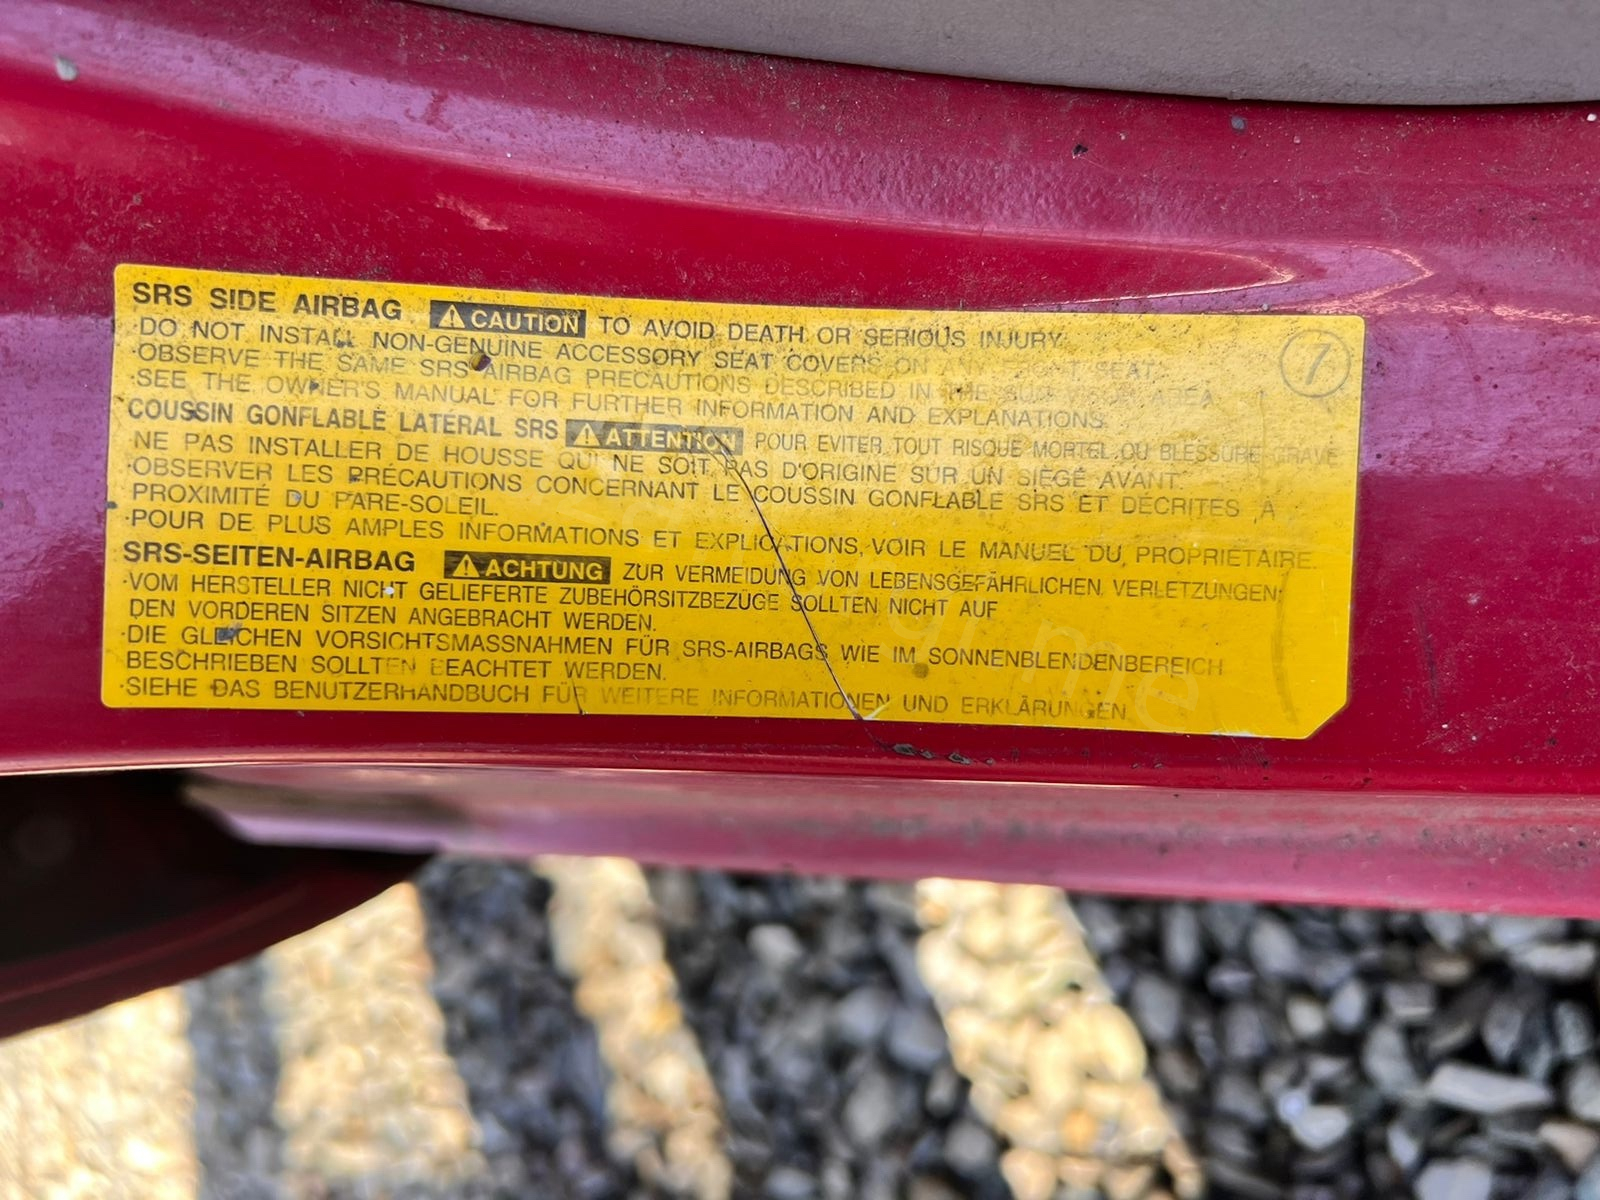 SRS SIDE AIRBAG ⚠CAUTION TO AVOID DEATH OR SERIOUS INJURY:
·DO NOT INSTALL NON-GENUINE ACCESSORY SEAT COVERS ON ANY FRONT SEAT.
·OBSERVE THE SAME SRS AIRBAG PRECAUTIONS DESCRIBED IN THE SUN VISOR AREA.
·SEE THE OWNER'S MANUAL FOR FURTHER INFORMATION AND EXPLANATIONS.
7
COUSSIN GONFLABLE LATÉRAL SRS ⚠ATTENTION POUR EVITER TOUT RISQUE MORTEL OU BLESSURE GRAVE
·NE PAS INSTALLER DE HOUSSE QUI NE SOIT PAS D'ORIGINE SUR UN SIEGE AVANT.
·OBSERVER LES PRÉCAUTIONS CONCERNANT LE COUSSIN GONFLABLE SRS ET DÉCRITES À
PROXIMITÉ DU PARE-SOLEIL.
·POUR DE PLUS AMPLES INFORMATIONS ET EXPLICATIONS, VOIR LE MANUEL DU PROPRIÉTAIRE.
SRS-SEITEN-AIRBAG ⚠ACHTUNG ZUR VERMEIDUNG VON LEBENSGEFÄHRLICHEN VERLETZUNGEN:
·VOM HERSTELLER NICHT GELIEFERTE ZUBEHÖRSITZBEZÜGE SOLLTEN NICHT AUF
DEN VORDEREN SITZEN ANGEBRACHT WERDEN.
·DIE GLEICHEN VORSICHTSMASSNAHMEN FÜR SRS-AIRBAGS WIE IM SONNENBLENDENBEREICH
BESCHRIEBEN SOLLTEN BEACHTET WERDEN.
·SIEHE DAS BENUTZERHANDBUCH FÜR WEITERE INFORMATIONEN UND ERKLÄRUNGEN.